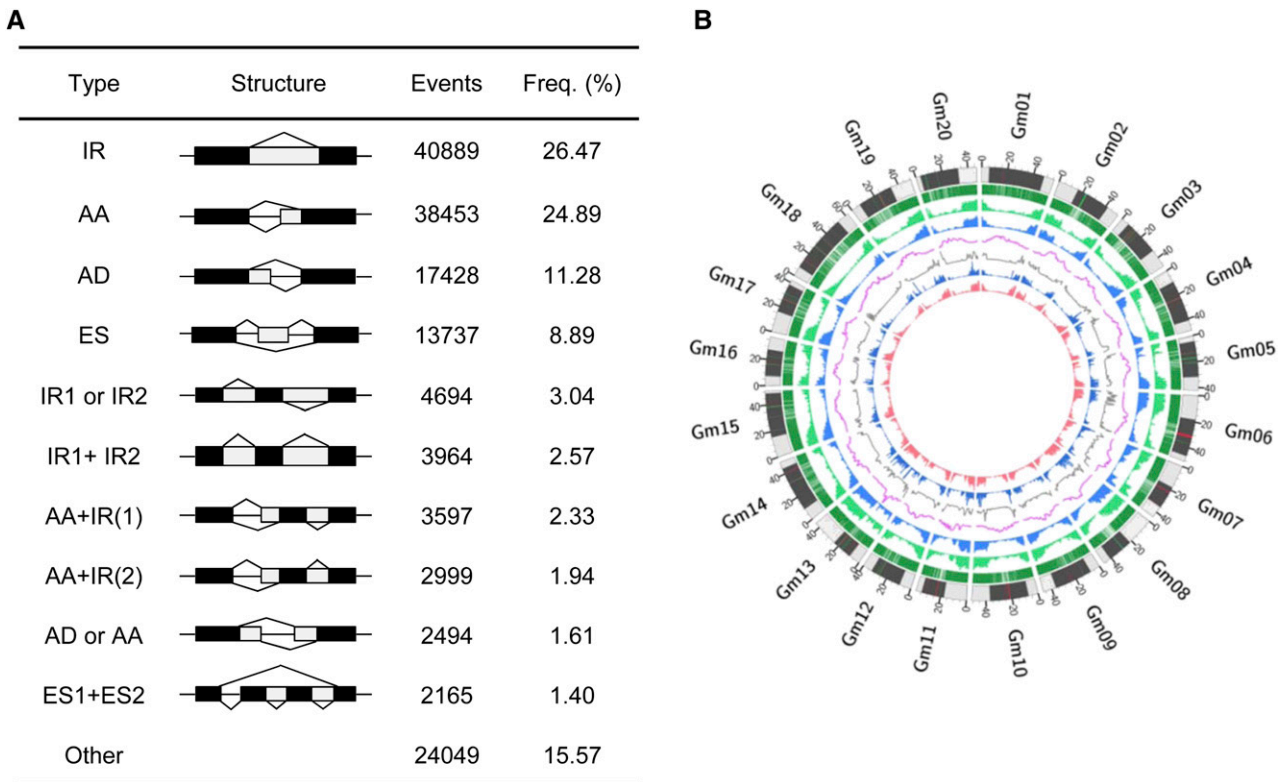 A
Type Structure Events Freq. (%)
IR 40889 26.47
AA 38453 24.89
AD 17428 11.28
ES 13737 8.89
IR1 or IR2 4694 3.04
IR1+ IR2 3964 2.57
AA+IR(1) 3597 2.33
AA+IR(2) 2999 1.94
AD or AA 2494 1.61
ES1+ES2 2165 1.40
Other 24049 15.57
B
Gm01
Gm02
Gm03
Gm04
Gm05
Gm06
Gm07
Gm08
Gm09
Gm10
Gm11
Gm12
Gm13
Gm14
Gm15
Gm16
Gm17
Gm18
Gm19
Gm20